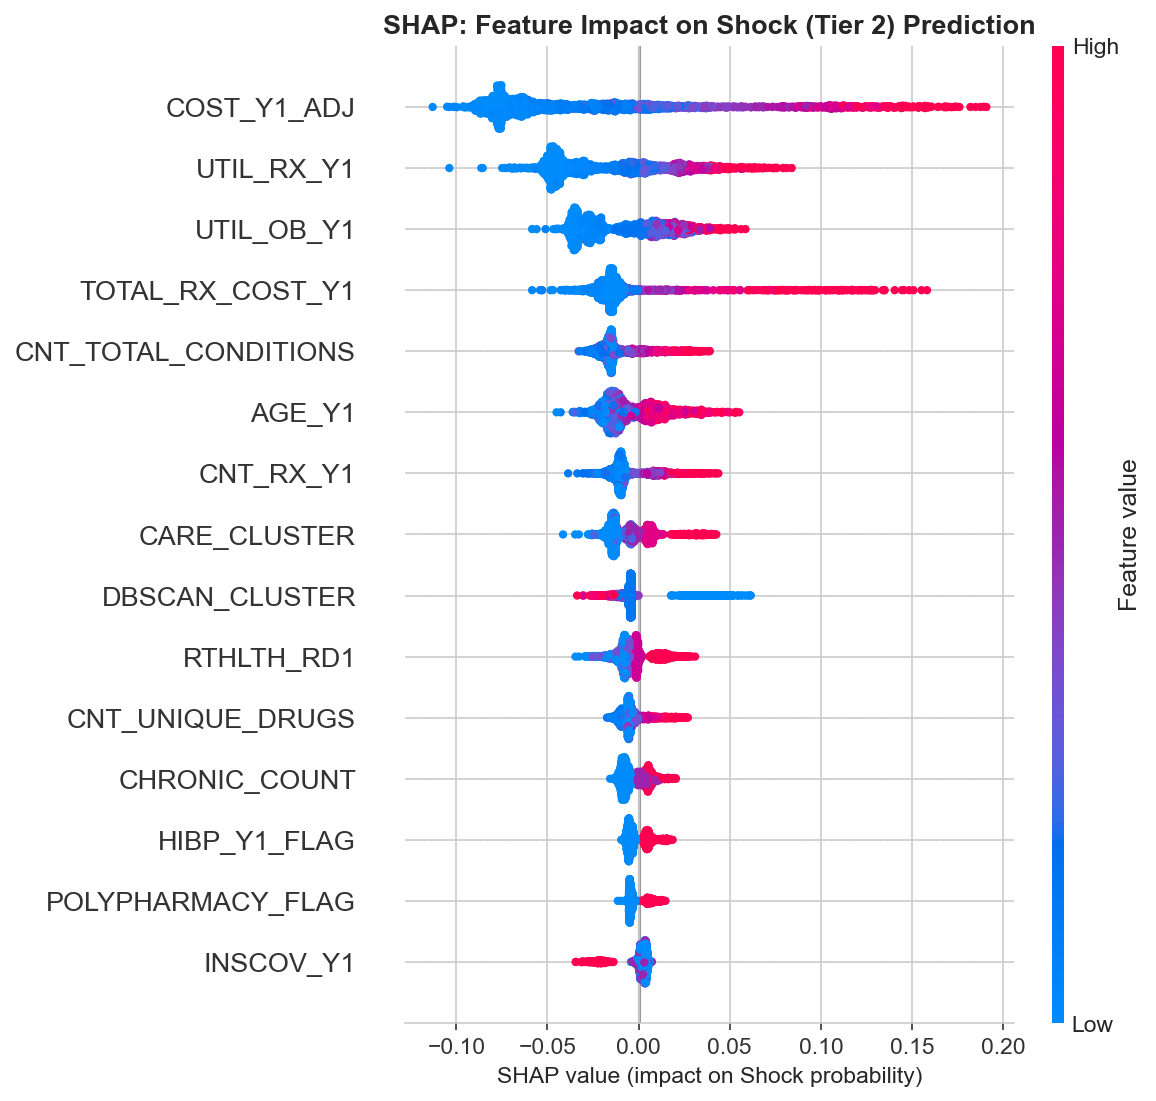 SHAP: Feature Impact on Shock (Tier 2) Prediction
High
COST_Y1_ADJ
UTIL_RX_Y1
UTIL_OB_Y1
TOTAL_RX_COST_Y1
CNT_TOTAL_CONDITIONS
AGE_Y1
CNT_RX_Y1
CARE_CLUSTER
DBSCAN_CLUSTER
RTHLTH_RD1
CNT_UNIQUE_DRUGS
CHRONIC_COUNT
HIBP_Y1_FLAG
POLYPHARMACY_FLAG
INSCOV_Y1
Feature value
Low
−0.10 −0.05 0.00 0.05 0.10 0.15 0.20
SHAP value (impact on Shock probability)